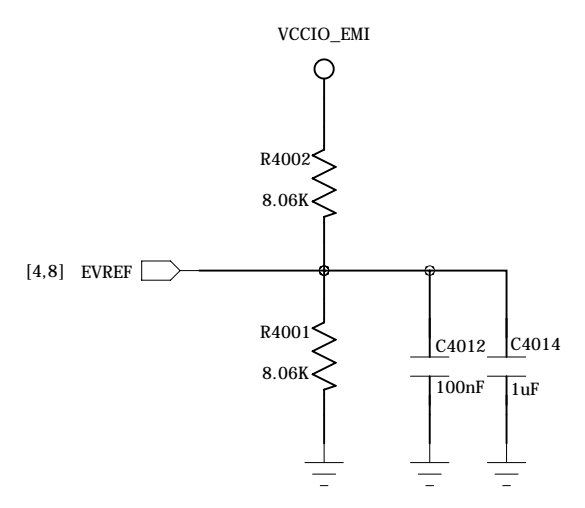 VCCIO_EMI
R4002
8.06K
[4,8] EVREF
R4001
8.06K
C4012
100nF
C4014
1uF